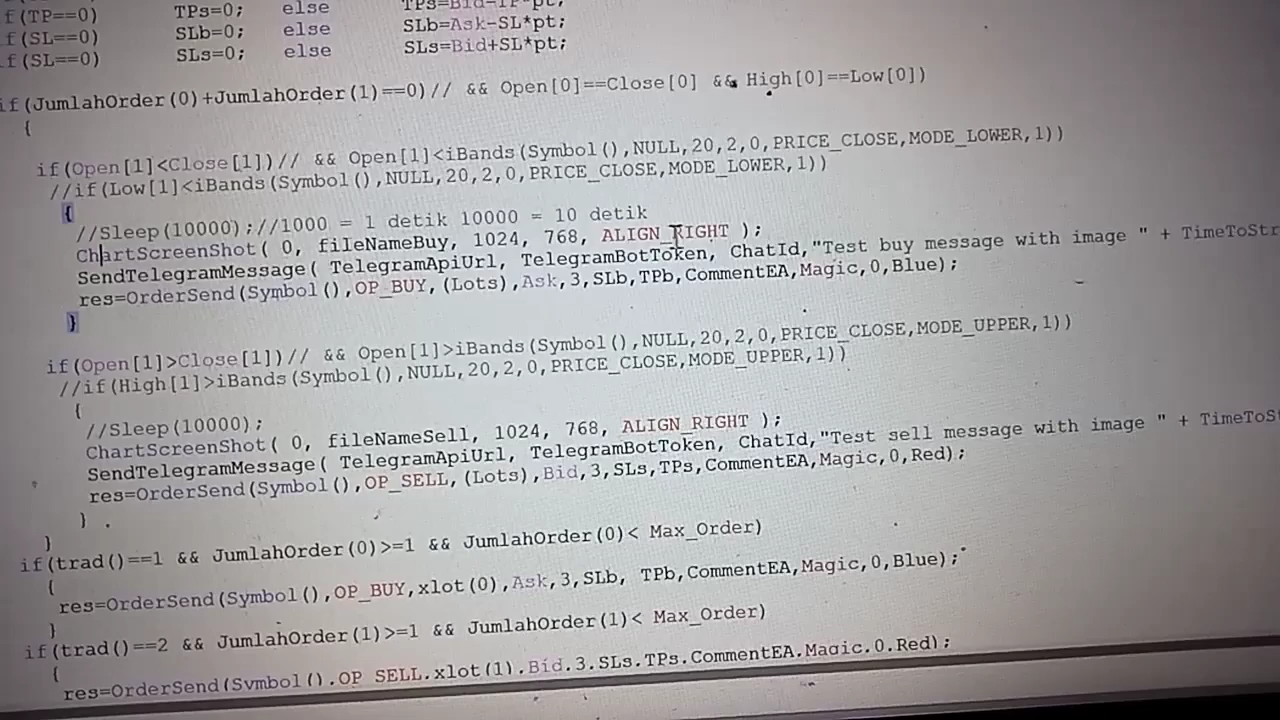 f(TP==0) TPs=0; else TPs=Bid-TP*pt;
f(SL==0) SLb=0; else SLb=Ask-SL*pt;
f(SL==0) SLs=0; else SLs=Bid+SL*pt;
if(JumlahOrder(0)+JumlahOrder(1)==0)// && Open[0]==Close[0] && High[0]==Low[0])
{
if(Open[1]<Close[1])// && Open[1]<iBands(Symbol(),NULL,20,2,0,PRICE_CLOSE,MODE_LOWER,1))
//if(Low[1]<iBands(Symbol(),NULL,20,2,0,PRICE_CLOSE,MODE_LOWER,1))
{
//Sleep(10000);//1000 = 1 detik 10000 = 10 detik
ChartScreenShot( 0, fileNameBuy, 1024, 768, ALIGN_RIGHT );
SendTelegramMessage( TelegramApiUrl, TelegramBotToken, ChatId,"Test buy message with image " + TimeToStr
res=OrderSend(Symbol(),OP_BUY,(Lots),Ask,3,SLb,TPb,CommentEA,Magic,0,Blue);
}
if(Open[1]>Close[1])// && Open[1]>iBands(Symbol(),NULL,20,2,0,PRICE_CLOSE,MODE_UPPER,1))
//if(High[1]>iBands(Symbol(),NULL,20,2,0,PRICE_CLOSE,MODE_UPPER,1))
{
//Sleep(10000);
ChartScreenShot( 0, fileNameSell, 1024, 768, ALIGN_RIGHT );
SendTelegramMessage( TelegramApiUrl, TelegramBotToken, ChatId,"Test sell message with image " + TimeToS
res=OrderSend(Symbol(),OP_SELL,(Lots),Bid,3,SLs,TPs,CommentEA,Magic,0,Red);
}
}
if(trad()==1 && JumlahOrder(0)>=1 && JumlahOrder(0)< Max_Order)
{
res=OrderSend(Symbol(),OP_BUY,xlot(0),Ask,3,SLb, TPb,CommentEA,Magic,0,Blue);
}
if(trad()==2 && JumlahOrder(1)>=1 && JumlahOrder(1)< Max_Order)
{
res=OrderSend(Symbol(),OP_SELL,xlot(1),Bid,3,SLs,TPs,CommentEA,Magic,0,Red);